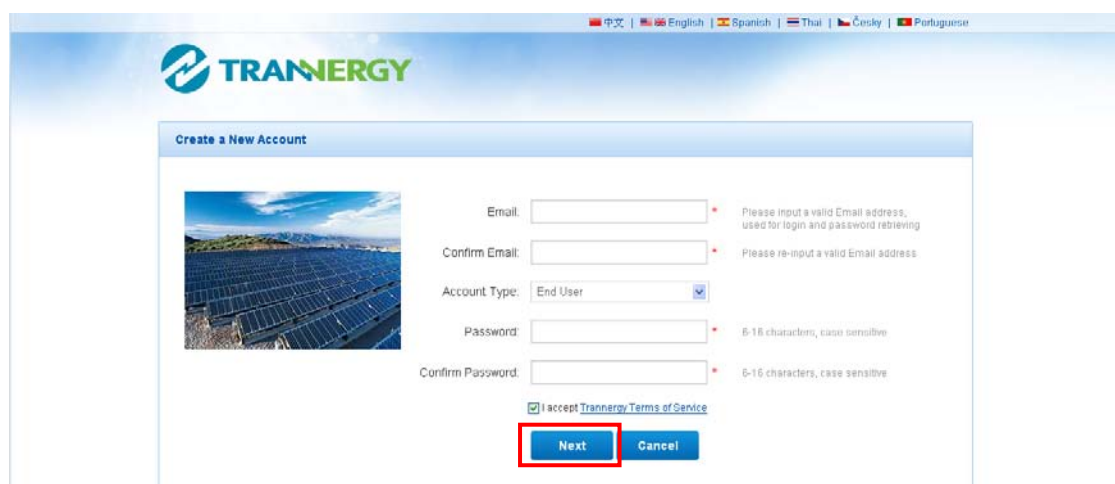 中文 | English | Spanish | Thai | Česky | Portuguese
TRANNERGY
Create a New Account
Email:
*
Please input a valid Email address,
used for login and password retrieving
Confirm Email:
*
Please re-input a valid Email address
Account Type:
End User
Password:
*
6-16 characters, case sensitive
Confirm Password:
*
6-16 characters, case sensitive
I accept Trannergy Terms of Service
Next
Cancel